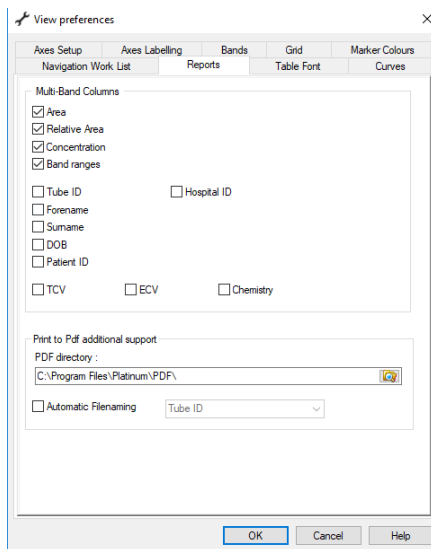 View preferences
Axes Setup Axes Labelling Bands Grid Marker Colours
Navigation Work List Reports Table Font Curves
Multi-Band Columns
Area
Relative Area
Concentration
Band ranges
Tube ID Hospital ID
Forename
Surname
DOB
Patient ID
TCV ECV Chemistry
Print to Pdf additional support
PDF directory :
C:\Program Files\Platinum\PDF\
Automatic Filenaming Tube ID
OK Cancel Help